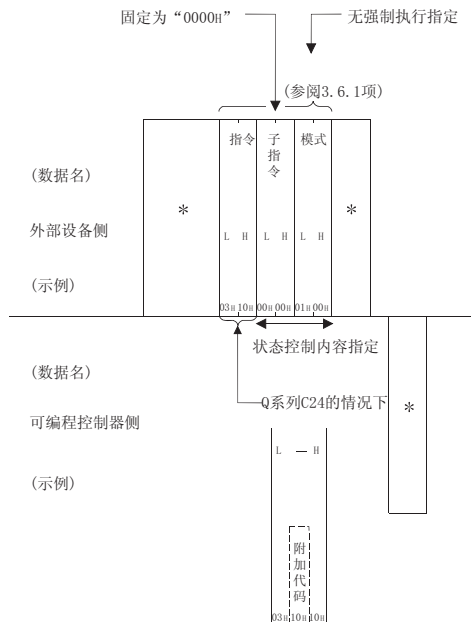 固定为“0000H”
无强制执行指定
(参阅3.6.1项)
指令
子指令
模式
(数据名)
*
*
外部设备侧
L H L H L H
(示例)
03H 10H 00H 00H 01H 00H
状态控制内容指定
(数据名)
Q系列C24的情况下
*
可编程控制器侧
L — H
(示例)
附加代码
03H 10H 10H